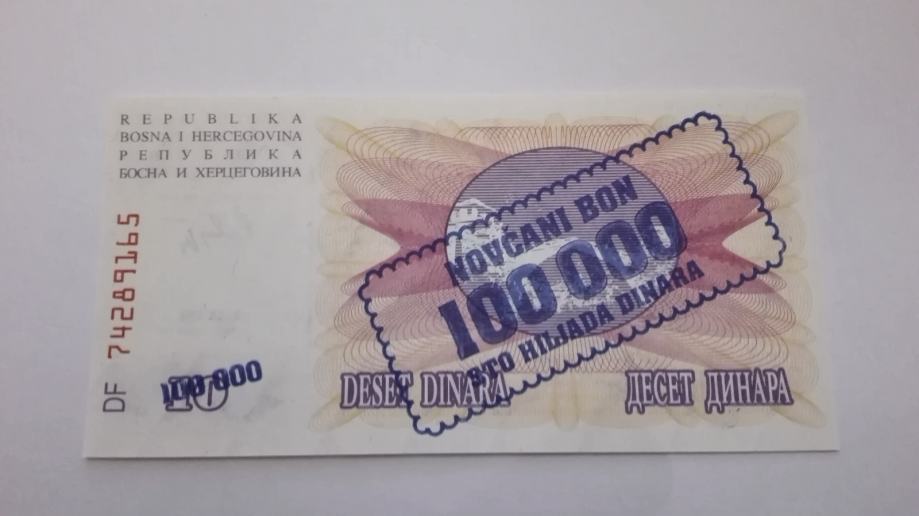 REPUBLIKA
BOSNA I HERCEGOVINA
РЕПУБЛИКА
БОСНА И ХЕРЦЕГОВИНА
DF 74289165
NOVČANI BON
100 000
STO HILJADA DINARA
100 000
10
DESET DINARA
ДЕСЕТ ДИНАРА